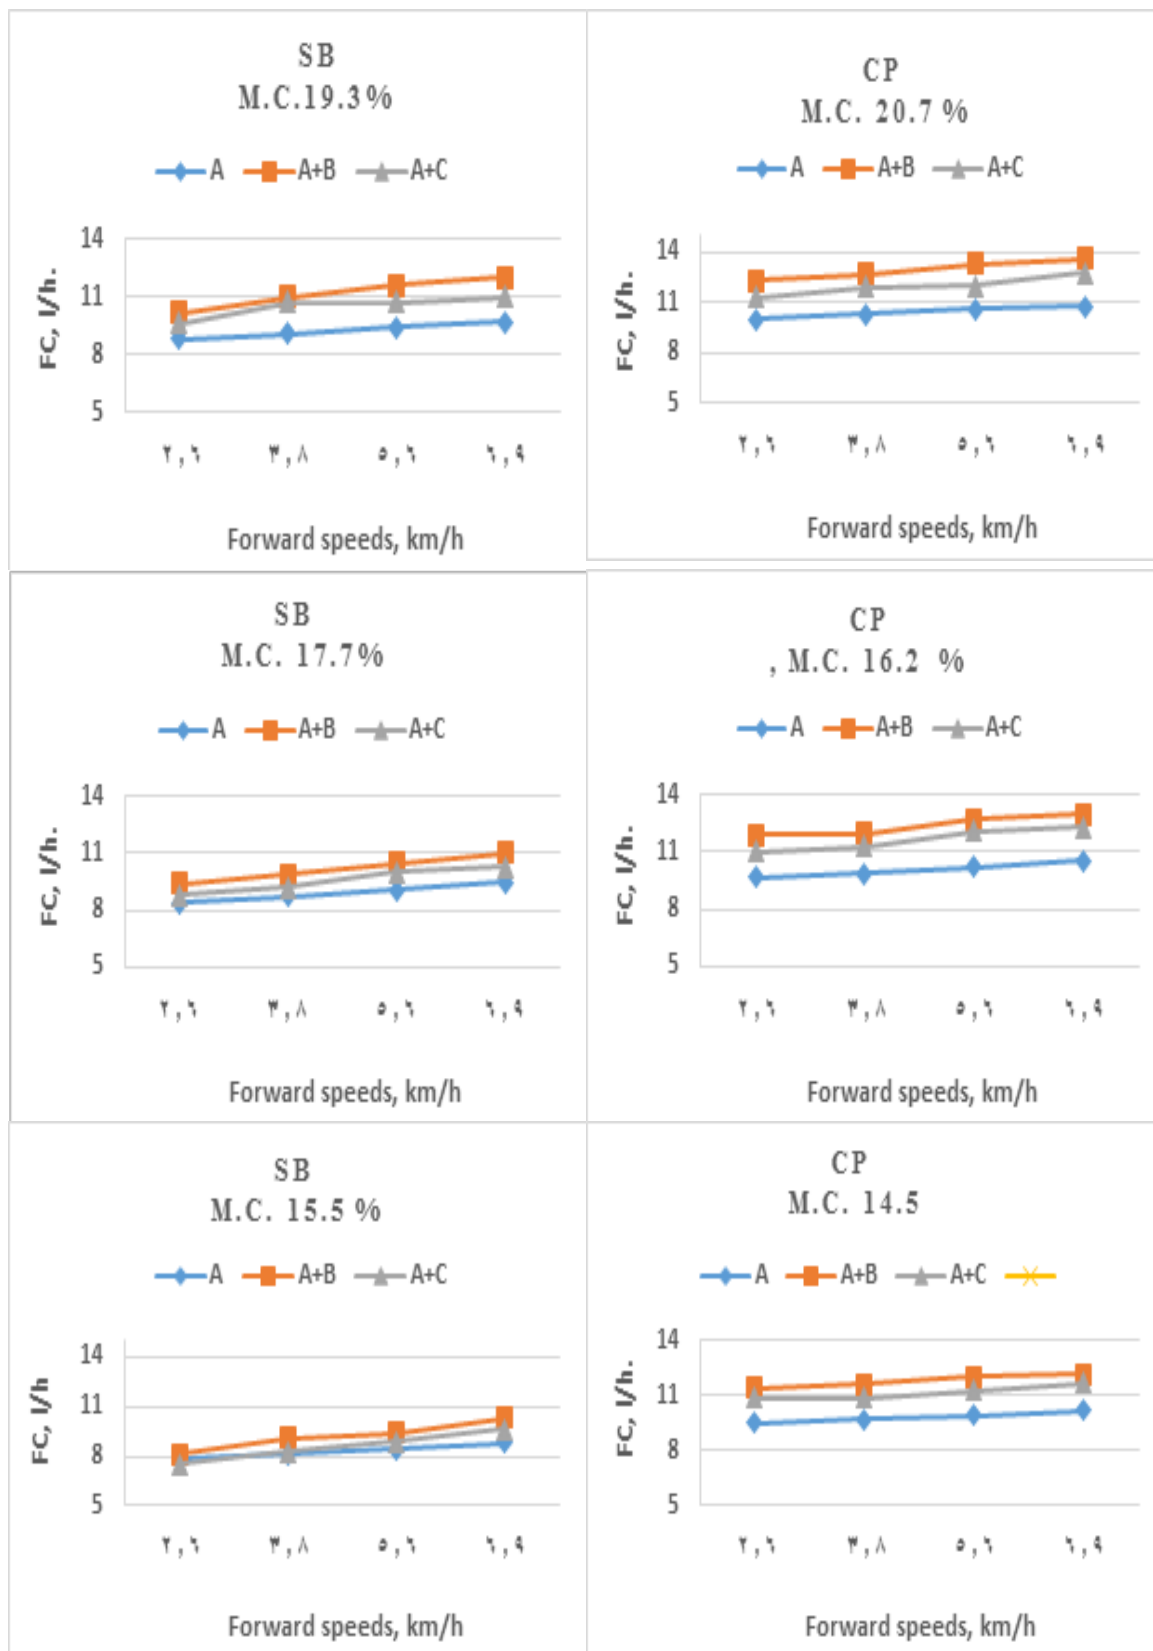 SB
M.C.19.3%
A A+B A+C
FC, l/h.
14
11
8
5
٢,٦ ٣,٨ ٥,٦ ٦,٩
Forward speeds, km/h
CP
M.C. 20.7 %
A A+B A+C
FC, l/h.
14
11
8
5
٢,٦ ٣,٨ ٥,٦ ٦,٩
Forward speeds, km/h
SB
M.C. 17.7%
A A+B A+C
FC, l/h.
14
11
8
5
٢,٦ ٣,٨ ٥,٦ ٦,٩
Forward speeds, km/h
CP
, M.C. 16.2 %
A A+B A+C
FC, l/h.
14
11
8
5
٢,٦ ٣,٨ ٥,٦ ٦,٩
Forward speeds, km/h
SB
M.C. 15.5 %
A A+B A+C
FC, l/h
14
11
8
5
٢,٦ ٣,٨ ٥,٦ ٦,٩
Forward speeds, km/h
CP
M.C. 14.5
A A+B A+C
FC, l/h.
14
11
8
5
٢,٦ ٣,٨ ٥,٦ ٦,٩
Forward speeds, km/h